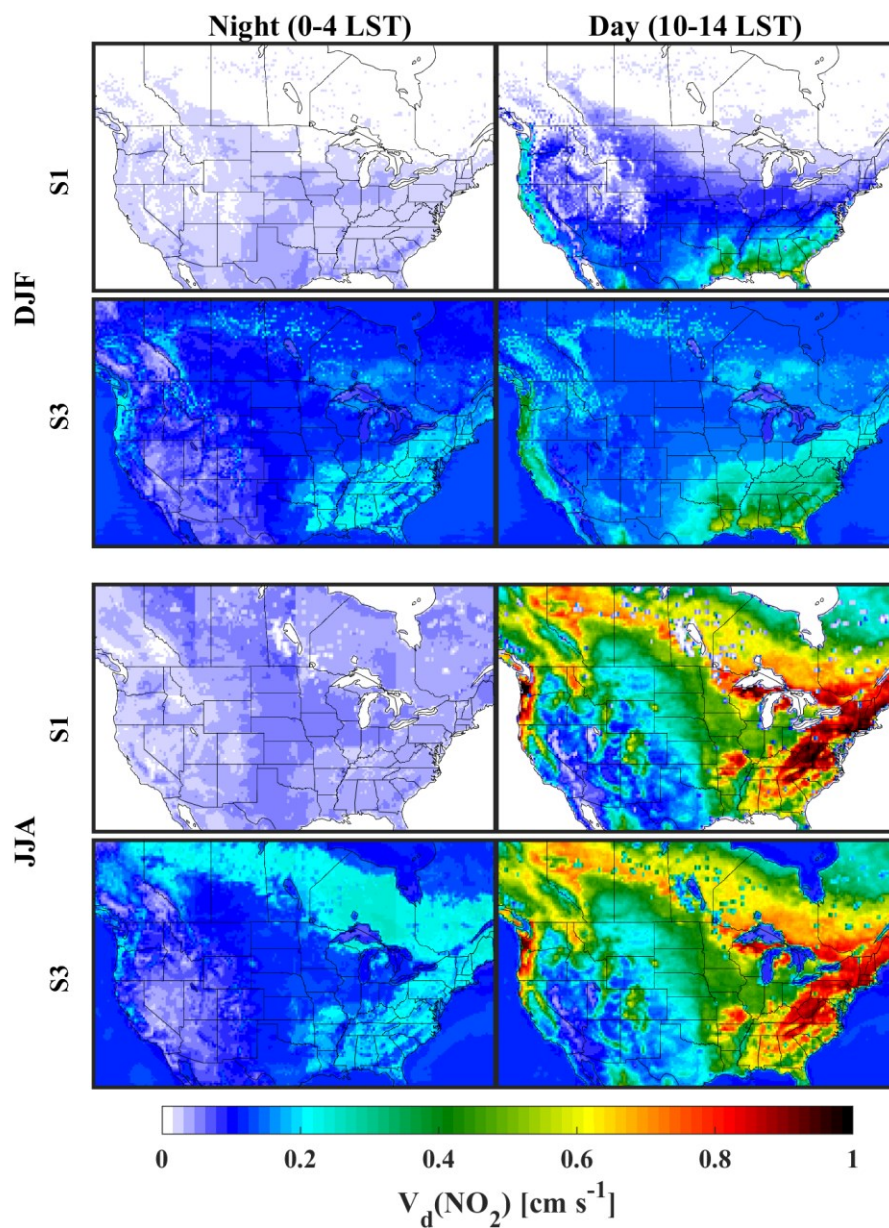 Night (0-4 LST) Day (10-14 LST)
DJF
S1
S3
JJA
S1
S3
0 0.2 0.4 0.6 0.8 1
V_d(NO₂) [cm s⁻¹]